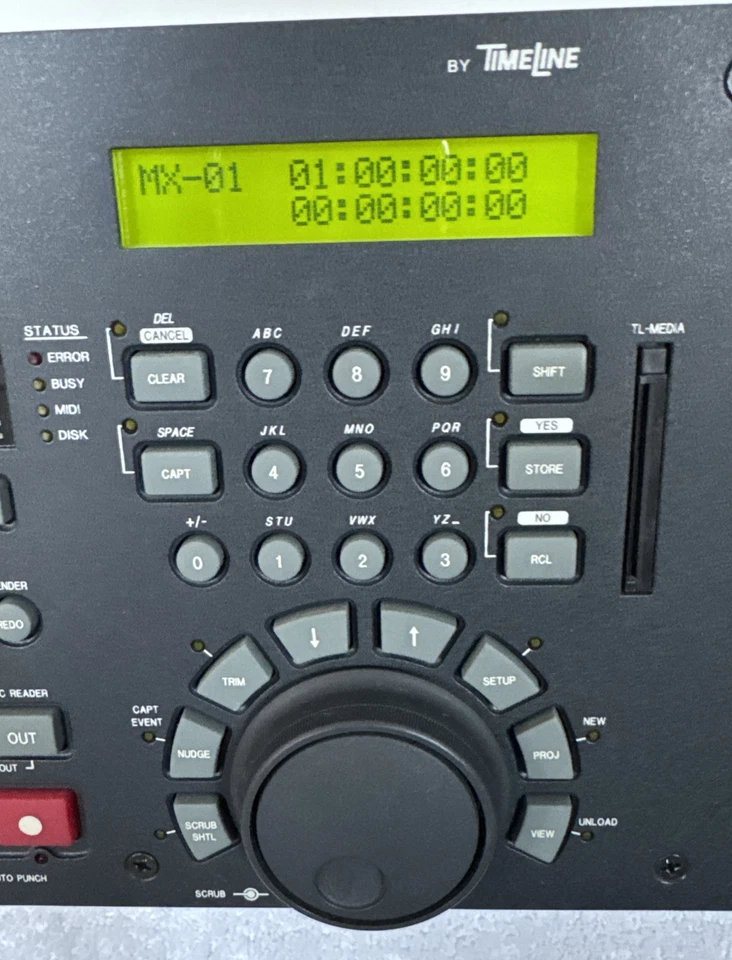 BY TIMELINE
MX-01 01:00:00:00
00:00:00:00
STATUS
ERROR
BUSY
MIDI
DISK
DEL
CANCEL
CLEAR
ABC
7
DEF
8
GHI
9
SHIFT
TL-MEDIA
SPACE
CAPT
JKL
4
MNO
5
PQR
6
YES
STORE
+/-
0
STU
1
VWX
2
YZ_
3
NO
RCL
↓
↑
TRIM
SETUP
CAPT
EVENT
NUDGE
NEW
PROJ
SCRUB
SHTL
UNLOAD
VIEW
SCRUB
READER
OUT
OUT
PUNCH